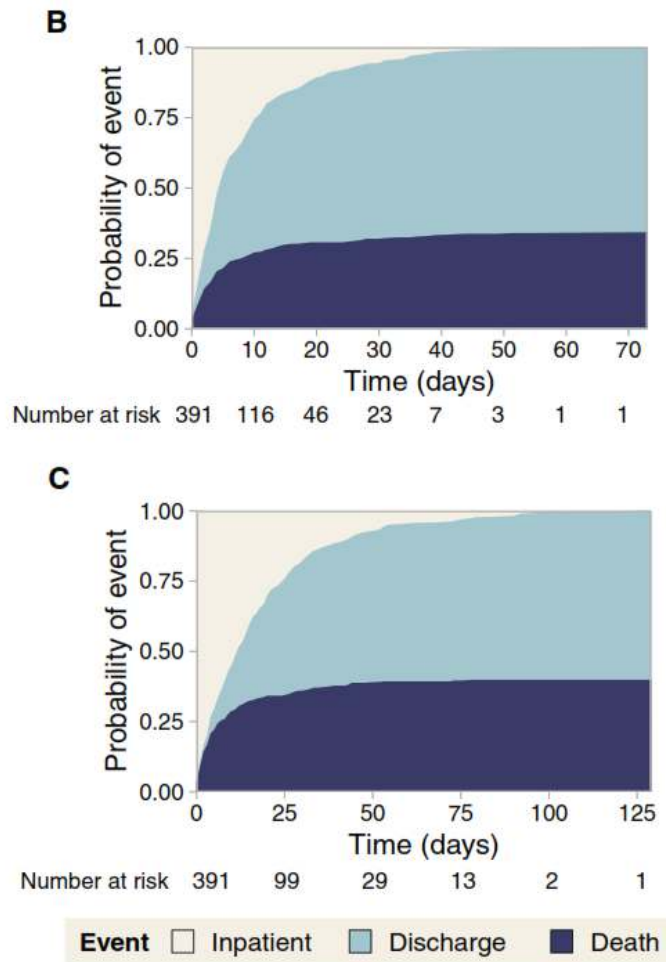 B
Probability of event
1.00
0.75
0.50
0.25
0.00
0 10 20 30 40 50 60 70
Time (days)
Number at risk 391 116 46 23 7 3 1 1
C
Probability of event
1.00
0.75
0.50
0.25
0.00
0 25 50 75 100 125
Time (days)
Number at risk 391 99 29 13 2 1
Event Inpatient Discharge Death